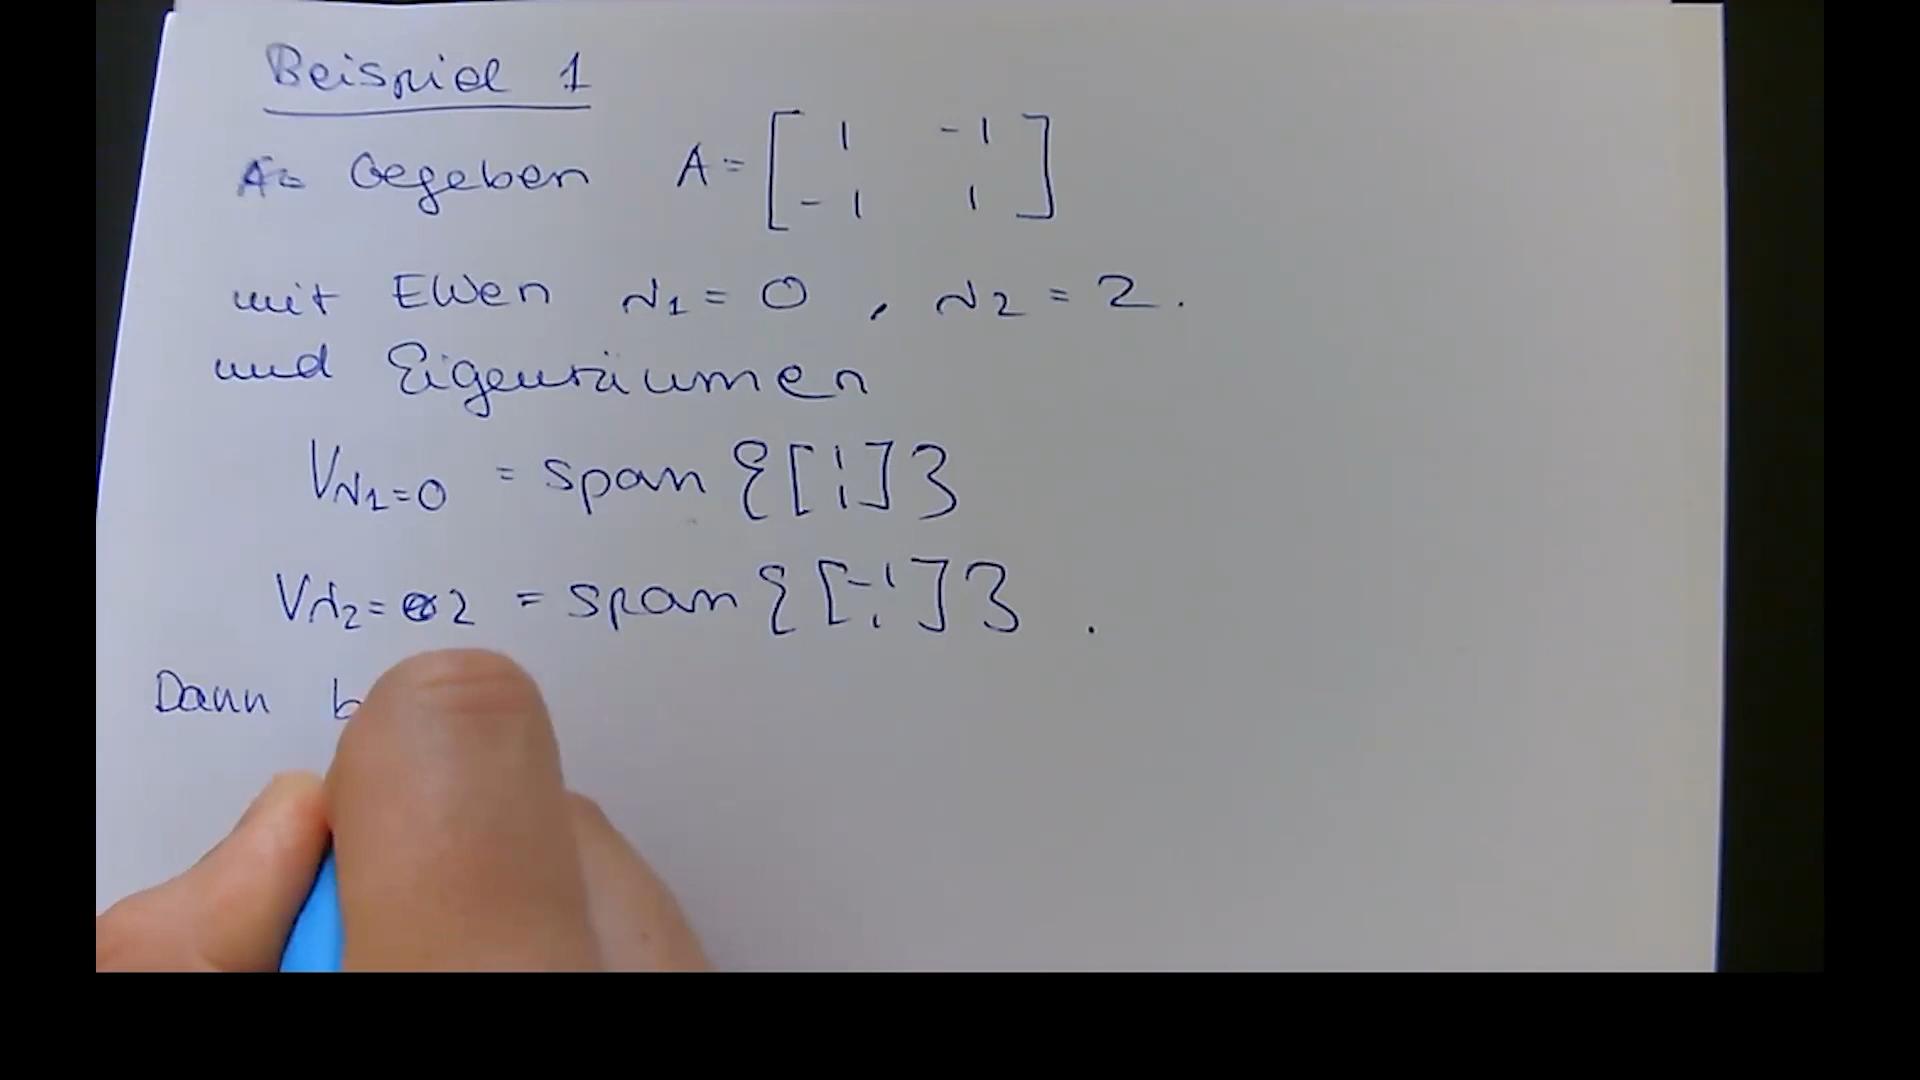 Beispiel 1
A= Gegeben A = [ 1 -1 -1 1 ]
mit EWen λ1 = 0 , λ2 = 2 .
und Eigenräumen
Vλ1=0 = span {[ 1 1 ]}
Vλ2=2 = span {[ -1 1 ]} .
Dann